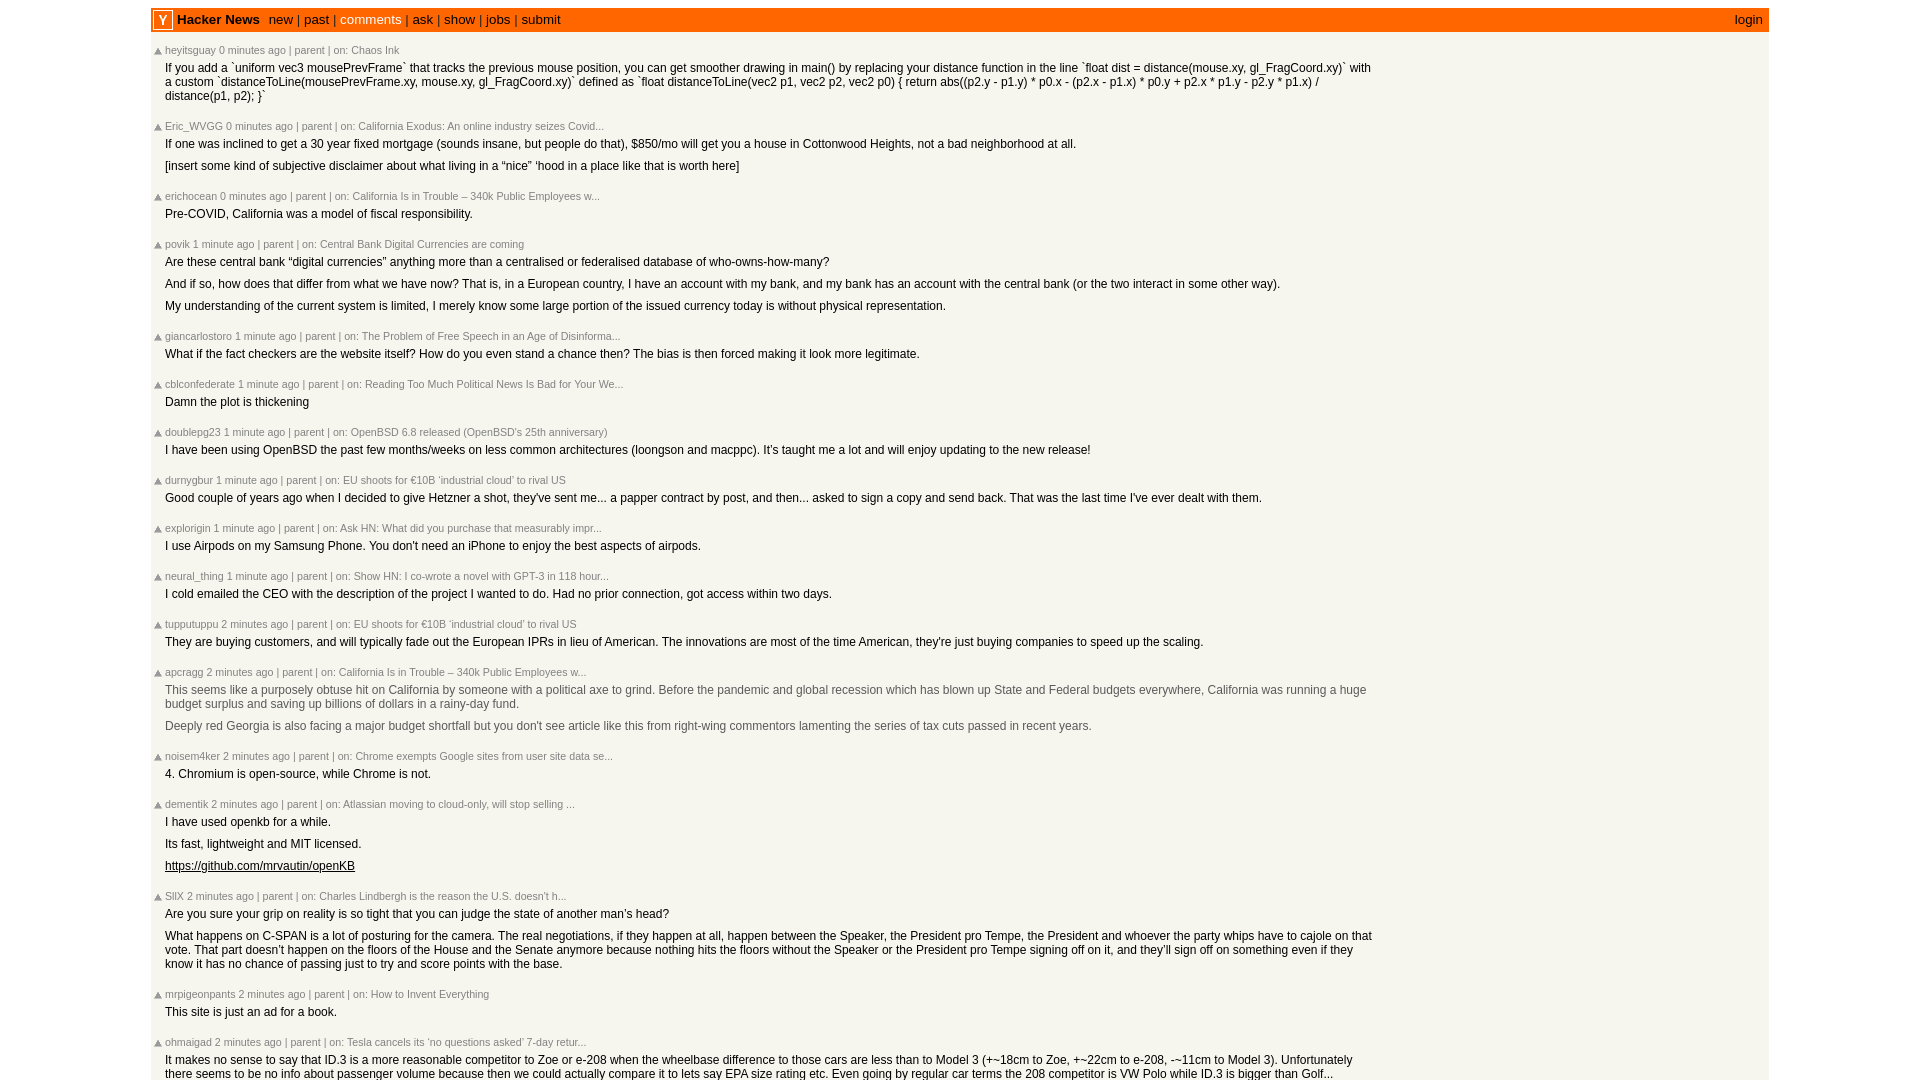 Y Hacker News new | past | comments | ask | show | jobs | submit login
heyitsguay 0 minutes ago | parent | on: Chaos Ink
If you add a `uniform vec3 mousePrevFrame` that tracks the previous mouse position, you can get smoother drawing in main() by replacing your distance function in the line `float dist = distance(mouse.xy, gl_FragCoord.xy)` with
a custom `distanceToLine(mousePrevFrame.xy, mouse.xy, gl_FragCoord.xy)` defined as `float distanceToLine(vec2 p1, vec2 p2, vec2 p0) { return abs((p2.y - p1.y) * p0.x - (p2.x - p1.x) * p0.y + p2.x * p1.y - p2.y * p1.x) /
distance(p1, p2); }`
Eric_WVGG 0 minutes ago | parent | on: California Exodus: An online industry seizes Covid...
If one was inclined to get a 30 year fixed mortgage (sounds insane, but people do that), $850/mo will get you a house in Cottonwood Heights, not a bad neighborhood at all.
[insert some kind of subjective disclaimer about what living in a “nice” ‘hood in a place like that is worth here]
erichocean 0 minutes ago | parent | on: California Is in Trouble – 340k Public Employees w...
Pre-COVID, California was a model of fiscal responsibility.
povik 1 minute ago | parent | on: Central Bank Digital Currencies are coming
Are these central bank “digital currencies” anything more than a centralised or federalised database of who-owns-how-many?
And if so, how does that differ from what we have now? That is, in a European country, I have an account with my bank, and my bank has an account with the central bank (or the two interact in some other way).
My understanding of the current system is limited, I merely know some large portion of the issued currency today is without physical representation.
giancarlostoro 1 minute ago | parent | on: The Problem of Free Speech in an Age of Disinforma...
What if the fact checkers are the website itself? How do you even stand a chance then? The bias is then forced making it look more legitimate.
cblconfederate 1 minute ago | parent | on: Reading Too Much Political News Is Bad for Your We...
Damn the plot is thickening
doublepg23 1 minute ago | parent | on: OpenBSD 6.8 released (OpenBSD's 25th anniversary)
I have been using OpenBSD the past few months/weeks on less common architectures (loongson and macppc). It’s taught me a lot and will enjoy updating to the new release!
durnygbur 1 minute ago | parent | on: EU shoots for €10B ‘industrial cloud’ to rival US
Good couple of years ago when I decided to give Hetzner a shot, they've sent me... a papper contract by post, and then... asked to sign a copy and send back. That was the last time I've ever dealt with them.
explorigin 1 minute ago | parent | on: Ask HN: What did you purchase that measurably impr...
I use Airpods on my Samsung Phone. You don't need an iPhone to enjoy the best aspects of airpods.
neural_thing 1 minute ago | parent | on: Show HN: I co-wrote a novel with GPT-3 in 118 hour...
I cold emailed the CEO with the description of the project I wanted to do. Had no prior connection, got access within two days.
tupputuppu 2 minutes ago | parent | on: EU shoots for €10B ‘industrial cloud’ to rival US
They are buying customers, and will typically fade out the European IPRs in lieu of American. The innovations are most of the time American, they're just buying companies to speed up the scaling.
apcragg 2 minutes ago | parent | on: California Is in Trouble – 340k Public Employees w...
This seems like a purposely obtuse hit on California by someone with a political axe to grind. Before the pandemic and global recession which has blown up State and Federal budgets everywhere, California was running a huge
budget surplus and saving up billions of dollars in a rainy-day fund.
Deeply red Georgia is also facing a major budget shortfall but you don't see article like this from right-wing commentors lamenting the series of tax cuts passed in recent years.
noisem4ker 2 minutes ago | parent | on: Chrome exempts Google sites from user site data se...
4. Chromium is open-source, while Chrome is not.
dementik 2 minutes ago | parent | on: Atlassian moving to cloud-only, will stop selling ...
I have used openkb for a while.
Its fast, lightweight and MIT licensed.
https://github.com/mrvautin/openKB
SllX 2 minutes ago | parent | on: Charles Lindbergh is the reason the U.S. doesn't h...
Are you sure your grip on reality is so tight that you can judge the state of another man’s head?
What happens on C-SPAN is a lot of posturing for the camera. The real negotiations, if they happen at all, happen between the Speaker, the President pro Tempe, the President and whoever the party whips have to cajole on that
vote. That part doesn’t happen on the floors of the House and the Senate anymore because nothing hits the floors without the Speaker or the President pro Tempe signing off on it, and they’ll sign off on something even if they
know it has no chance of passing just to try and score points with the base.
mrpigeonpants 2 minutes ago | parent | on: How to Invent Everything
This site is just an ad for a book.
ohmaigad 2 minutes ago | parent | on: Tesla cancels its ‘no questions asked’ 7-day retur...
It makes no sense to say that ID.3 is a more reasonable competitor to Zoe or e-208 when the wheelbase difference to those cars are less than to Model 3 (+~18cm to Zoe, +~22cm to e-208, -~11cm to Model 3). Unfortunately
there seems to be no info about passenger volume because then we could actually compare it to lets say EPA size rating etc. Even going by regular car terms the 208 competitor is VW Polo while ID.3 is bigger than Golf...